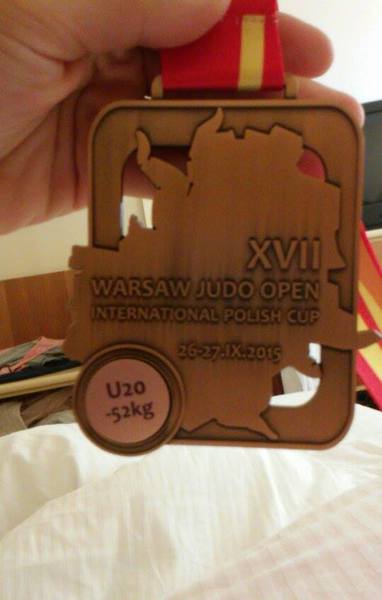 XVII
WARSAW JUDO OPEN
INTERNATIONAL POLISH CUP
26-27.IX.2015
U20
-52kg